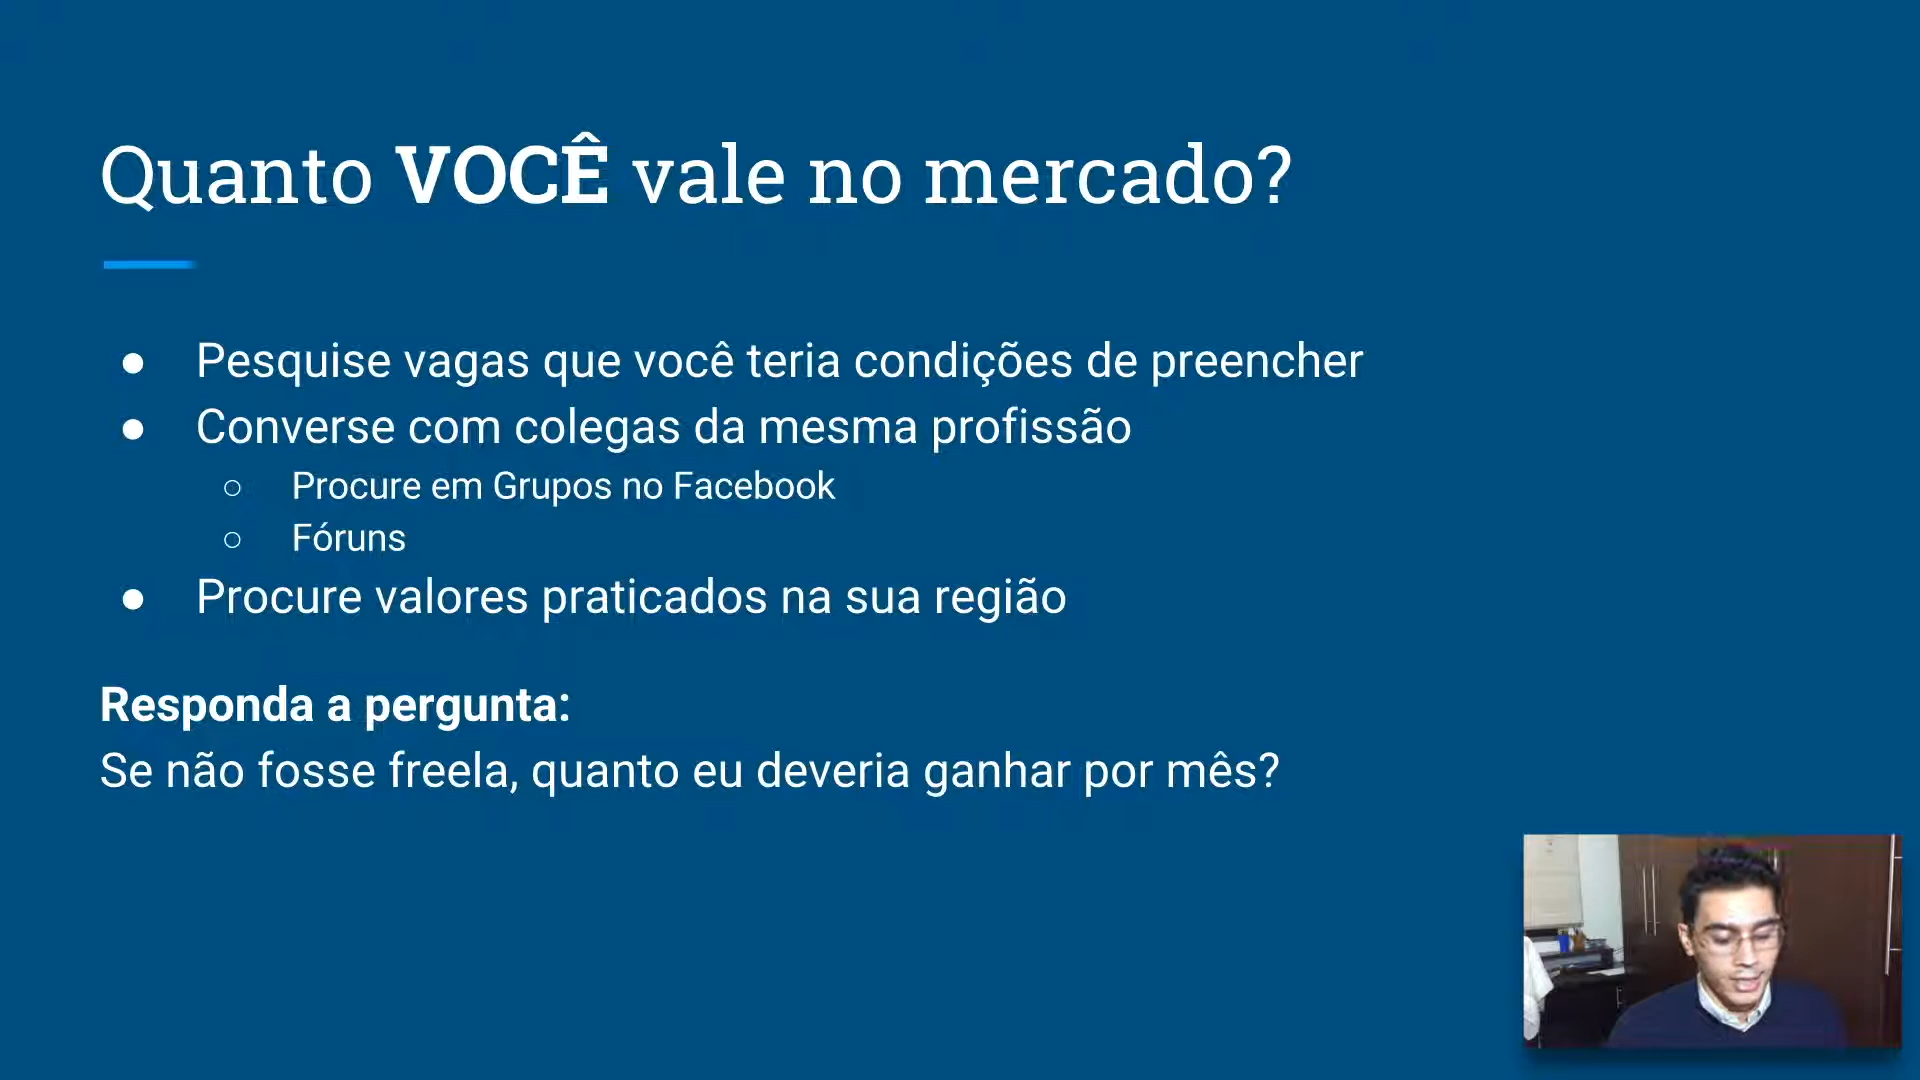 Quanto VOCÊ vale no mercado?
● Pesquise vagas que você teria condições de preencher
● Converse com colegas da mesma profissão
○ Procure em Grupos no Facebook
○ Fóruns
● Procure valores praticados na sua região
Responda a pergunta:
Se não fosse freela, quanto eu deveria ganhar por mês?